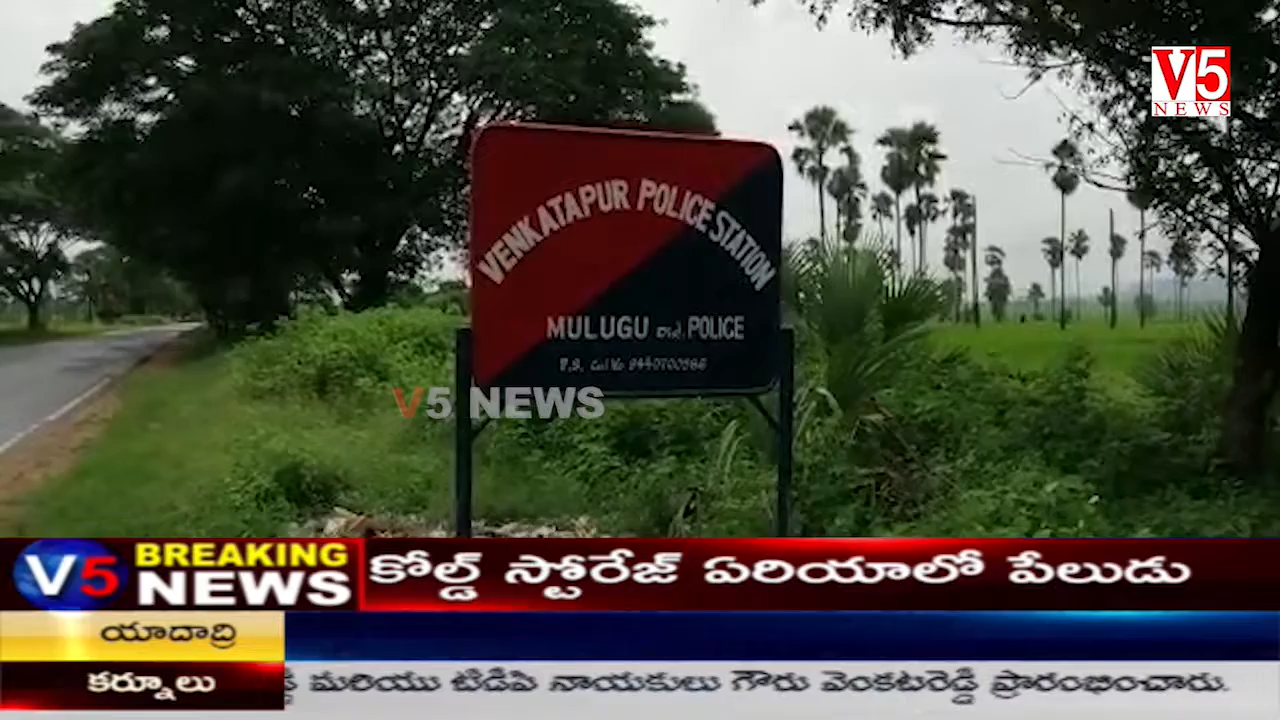 V5
NEWS
VENKATAPUR POLICE STATION
MULUGU POLICE
V5 NEWS
V5 BREAKING NEWS
కోల్డ్ స్టోరేజ్ ఏరియాలో పేలుడు
యాదాద్రి
కర్నూలు
మరియు టిడిపి నాయకులు గౌరు వెంకటరెడ్డి ప్రారంభించారు.